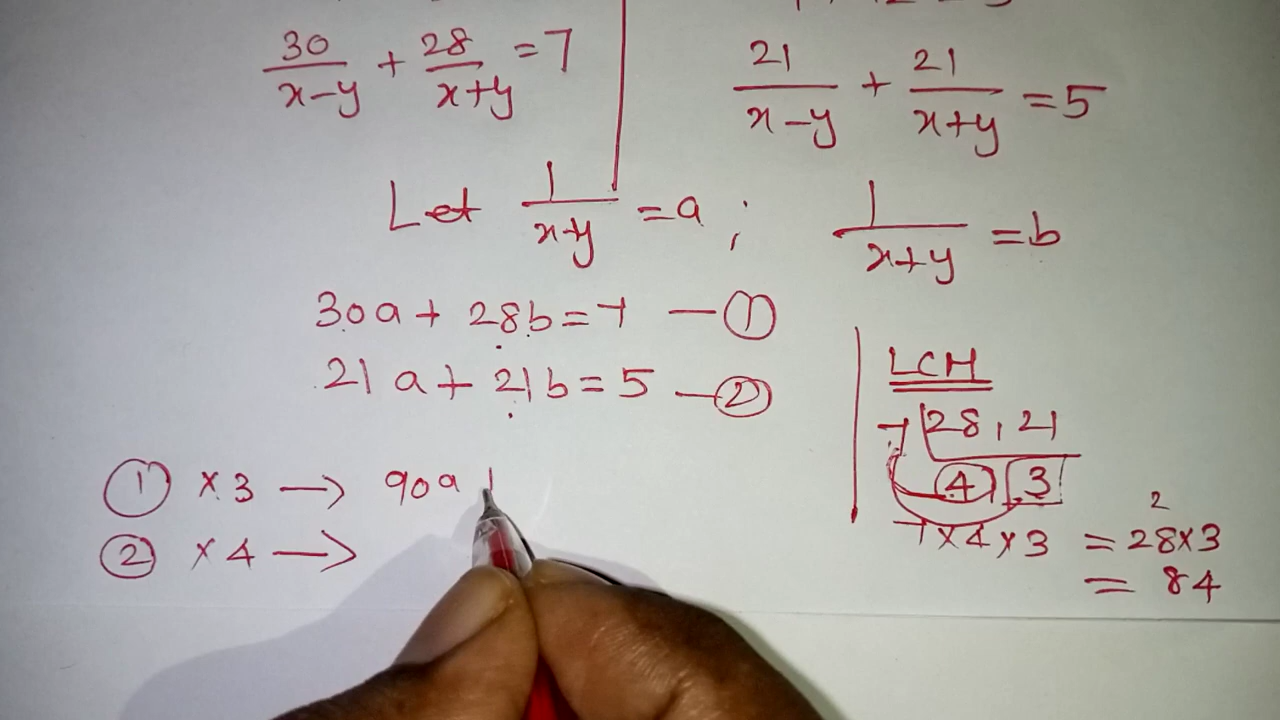 30/(x-y) + 28/(x+y) = 7
21/(x-y) + 21/(x+y) = 5
Let 1/(x-y) = a ; 1/(x+y) = b
30a + 28b = 7 — ①
21a + 21b = 5 — ②
LCM
7 | 28, 21
4, 3
7×4×3 = 28×3
2
= 84
① ×3 → 90a
② ×4 →